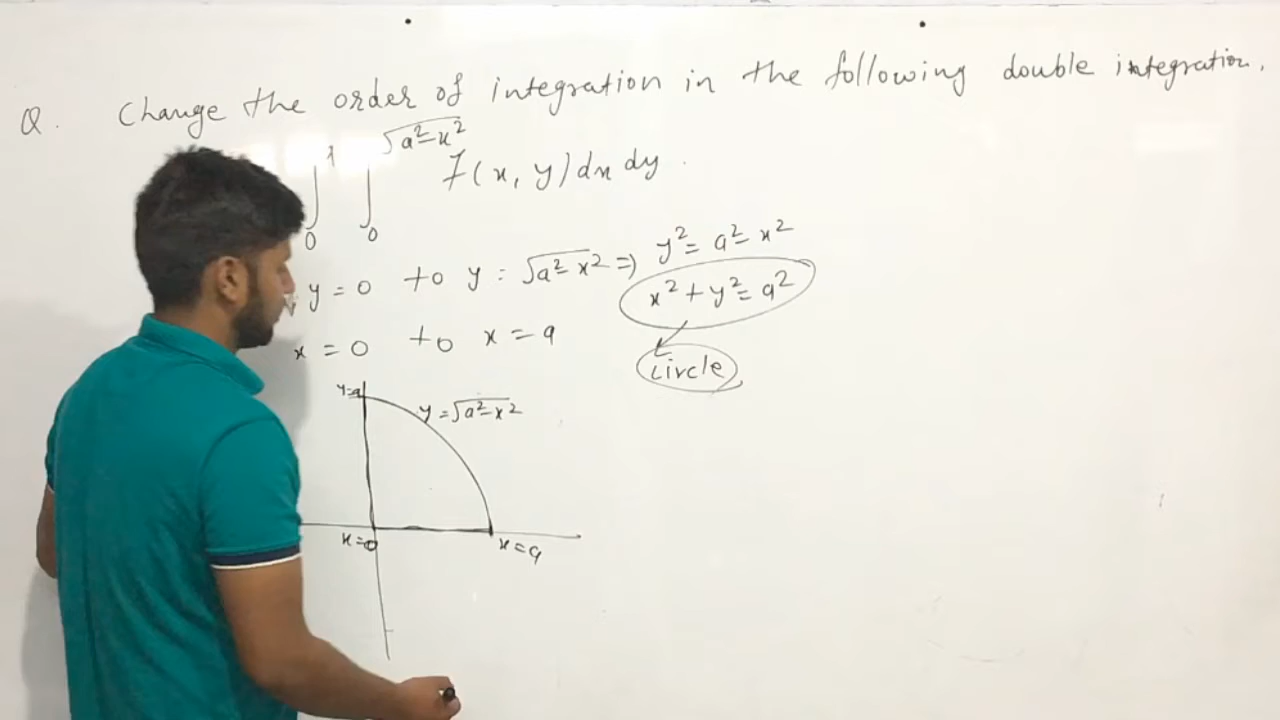 Q. Change the order of integration in the following double integration.
∫₀ ∫₀^√a²-x² f(x, y) dx dy.
y = 0 to y = √a²-x² ⇒ y² = a²-x²
x² + y² = a²
x = 0 to x = a
circle
y=a
y = √a²-x²
x=0
x=a